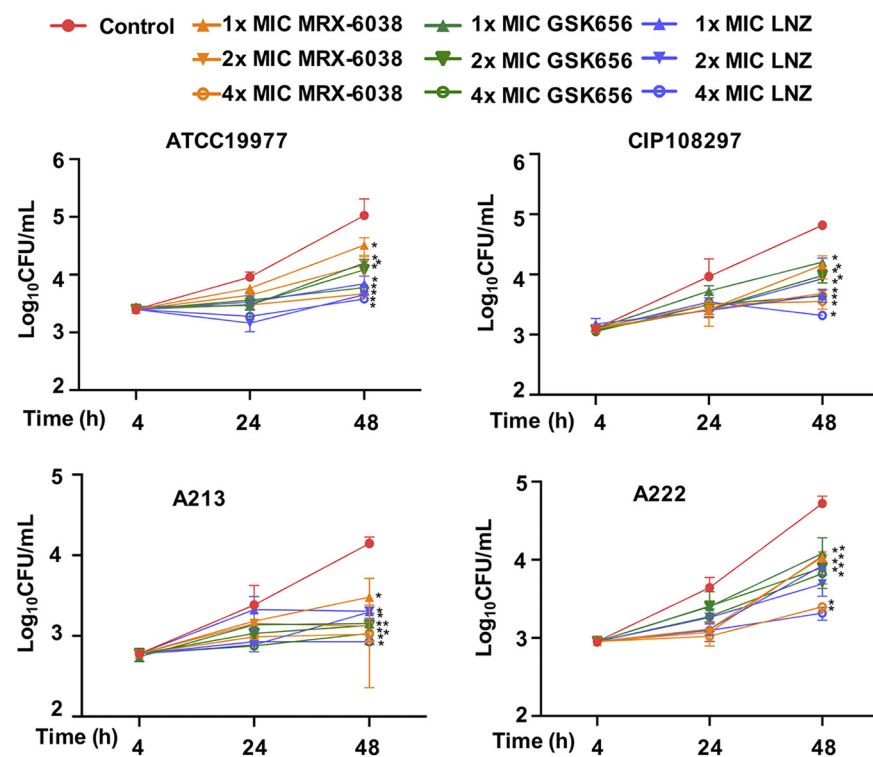 Control 1x MIC MRX-6038 1x MIC GSK656 1x MIC LNZ
2x MIC MRX-6038 2x MIC GSK656 2x MIC LNZ
4x MIC MRX-6038 4x MIC GSK656 4x MIC LNZ
ATCC19977
6
5
4
3
2
Log10CFU/mL
Time (h) 4 24 48
* * * * * * * * *
CIP108297
6
5
4
3
2
Log10CFU/mL
Time (h) 4 24 48
* * * * * * * * *
A213
5
4
3
2
Log10CFU/mL
Time (h) 4 24 48
* * * * * * * * *
A222
5
4
3
2
Log10CFU/mL
Time (h) 4 24 48
* * * * * * * * *